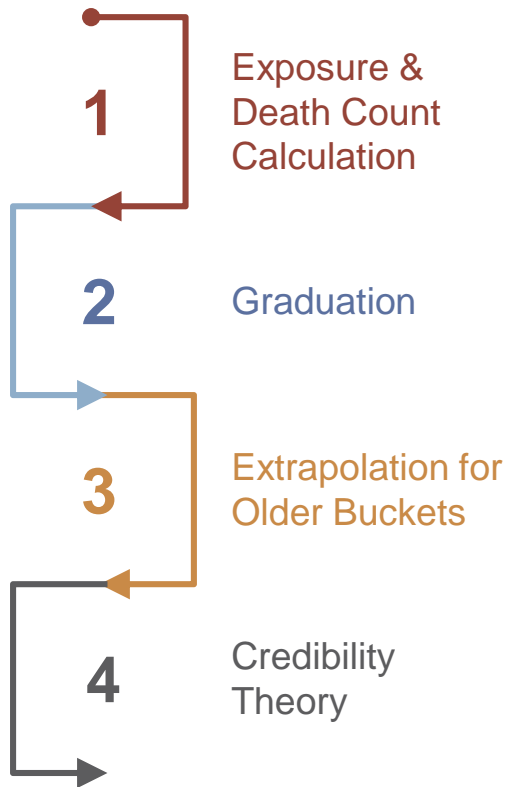 1
Exposure &
Death Count
Calculation
2
Graduation
3
Extrapolation for
Older Buckets
4
Credibility
Theory